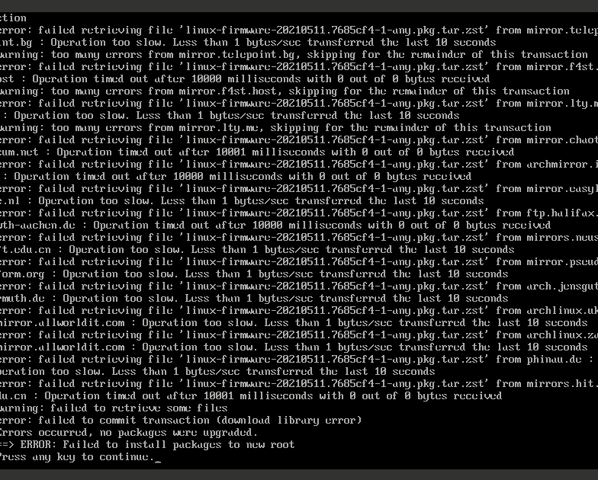 ction
error: failed retrieving file 'linux-firmware-20210511.7685cf4-1-any.pkg.tar.zst' from mirror.telep
oint.bg : Operation too slow. Less than 1 bytes/sec transferred the last 10 seconds
warning: too many errors from mirror.telepoint.bg, skipping for the remainder of this transaction
error: failed retrieving file 'linux-firmware-20210511.7685cf4-1-any.pkg.tar.zst' from mirror.f4st.
ost : Operation timed out after 10000 milliseconds with 0 out of 0 bytes received
warning: too many errors from mirror.f4st.host, skipping for the remainder of this transaction
error: failed retrieving file 'linux-firmware-20210511.7685cf4-1-any.pkg.tar.zst' from mirror.lty.m
: Operation too slow. Less than 1 bytes/sec transferred the last 10 seconds
warning: too many errors from mirror.lty.me, skipping for the remainder of this transaction
error: failed retrieving file 'linux-firmware-20210511.7685cf4-1-any.pkg.tar.zst' from mirror.chaot
cum.net : Operation timed out after 10001 milliseconds with 0 out of 0 bytes received
error: failed retrieving file 'linux-firmware-20210511.7685cf4-1-any.pkg.tar.zst' from archmirror.i
: Operation timed out after 10000 milliseconds with 0 out of 0 bytes received
error: failed retrieving file 'linux-firmware-20210511.7685cf4-1-any.pkg.tar.zst' from mirror.easyl
e.nl : Operation too slow. Less than 1 bytes/sec transferred the last 10 seconds
error: failed retrieving file 'linux-firmware-20210511.7685cf4-1-any.pkg.tar.zst' from ftp.halifax.
wth-aachen.de : Operation timed out after 10000 milliseconds with 0 out of 0 bytes received
error: failed retrieving file 'linux-firmware-20210511.7685cf4-1-any.pkg.tar.zst' from mirrors.neus
ft.edu.cn : Operation too slow. Less than 1 bytes/sec transferred the last 10 seconds
error: failed retrieving file 'linux-firmware-20210511.7685cf4-1-any.pkg.tar.zst' from mirror.pseud
form.org : Operation too slow. Less than 1 bytes/sec transferred the last 10 seconds
error: failed retrieving file 'linux-firmware-20210511.7685cf4-1-any.pkg.tar.zst' from arch.jensgut
rmuth.de : Operation too slow. Less than 1 bytes/sec transferred the last 10 seconds
error: failed retrieving file 'linux-firmware-20210511.7685cf4-1-any.pkg.tar.zst' from archlinux.uk
mirror.allworldit.com : Operation too slow. Less than 1 bytes/sec transferred the last 10 seconds
error: failed retrieving file 'linux-firmware-20210511.7685cf4-1-any.pkg.tar.zst' from archlinux.za
mirror.allworldit.com : Operation too slow. Less than 1 bytes/sec transferred the last 10 seconds
error: failed retrieving file 'linux-firmware-20210511.7685cf4-1-any.pkg.tar.zst' from phinau.de :
peration too slow. Less than 1 bytes/sec transferred the last 10 seconds
error: failed retrieving file 'linux-firmware-20210511.7685cf4-1-any.pkg.tar.zst' from mirrors.hit.
du.cn : Operation timed out after 10001 milliseconds with 0 out of 0 bytes received
warning: failed to retrieve some files
error: failed to commit transaction (download library error)
Errors occurred, no packages were upgraded.
==> ERROR: Failed to install packages to new root
Press any key to continue._